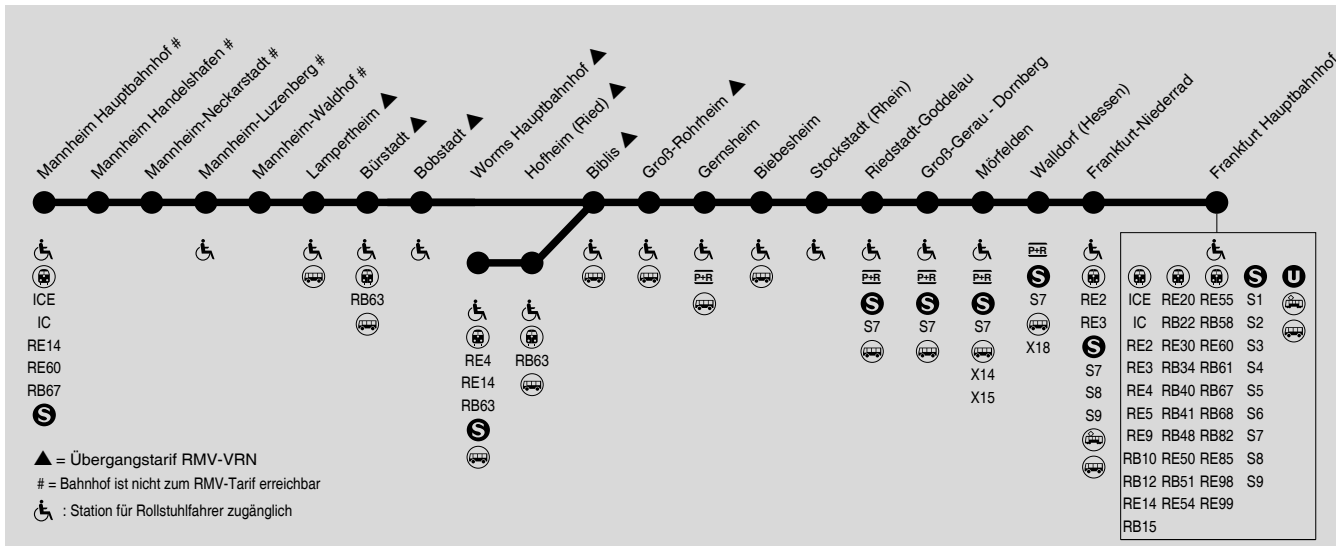 Mannheim Hauptbahnhof #
Mannheim Handelshafen #
Mannheim-Neckarstadt #
Mannheim-Luzenberg #
Mannheim-Waldhof #
Lampertheim ▲
Bürstadt ▲
Bobstadt ▲
Worms Hauptbahnhof ▲
Hofheim (Ried) ▲
Biblis ▲
Groß-Rohrheim ▲
Gernsheim
Biebesheim
Stockstadt (Rhein)
Riedstadt-Goddelau
Groß-Gerau - Dornberg
Mörfelden
Walldorf (Hessen)
Frankfurt-Niederrad
Frankfurt Hauptbahnhof
ICE
IC
RE14
RE60
RB67
S
RB63
RE4
RE14
RB63
S
RB63
P+R
P+R
S
S7
P+R
S
S7
P+R
S
S7
X14
X15
P+R
S
S7
X18
RE2
RE3
S
S7
S8
S9
S U
ICE RE20 RE55 S1
IC RB22 RB58 S2
RE2 RE30 RE60 S3
RE3 RB34 RB61 S4
RE4 RB40 RB67 S5
RE5 RB41 RB68 S6
RE9 RB48 RB82 S7
RB10 RE50 RE85 S8
RB12 RB51 RE98 S9
RE14 RE54 RE99
RB15
▲ = Übergangstarif RMV-VRN
# = Bahnhof ist nicht zum RMV-Tarif erreichbar
: Station für Rollstuhlfahrer zugänglich